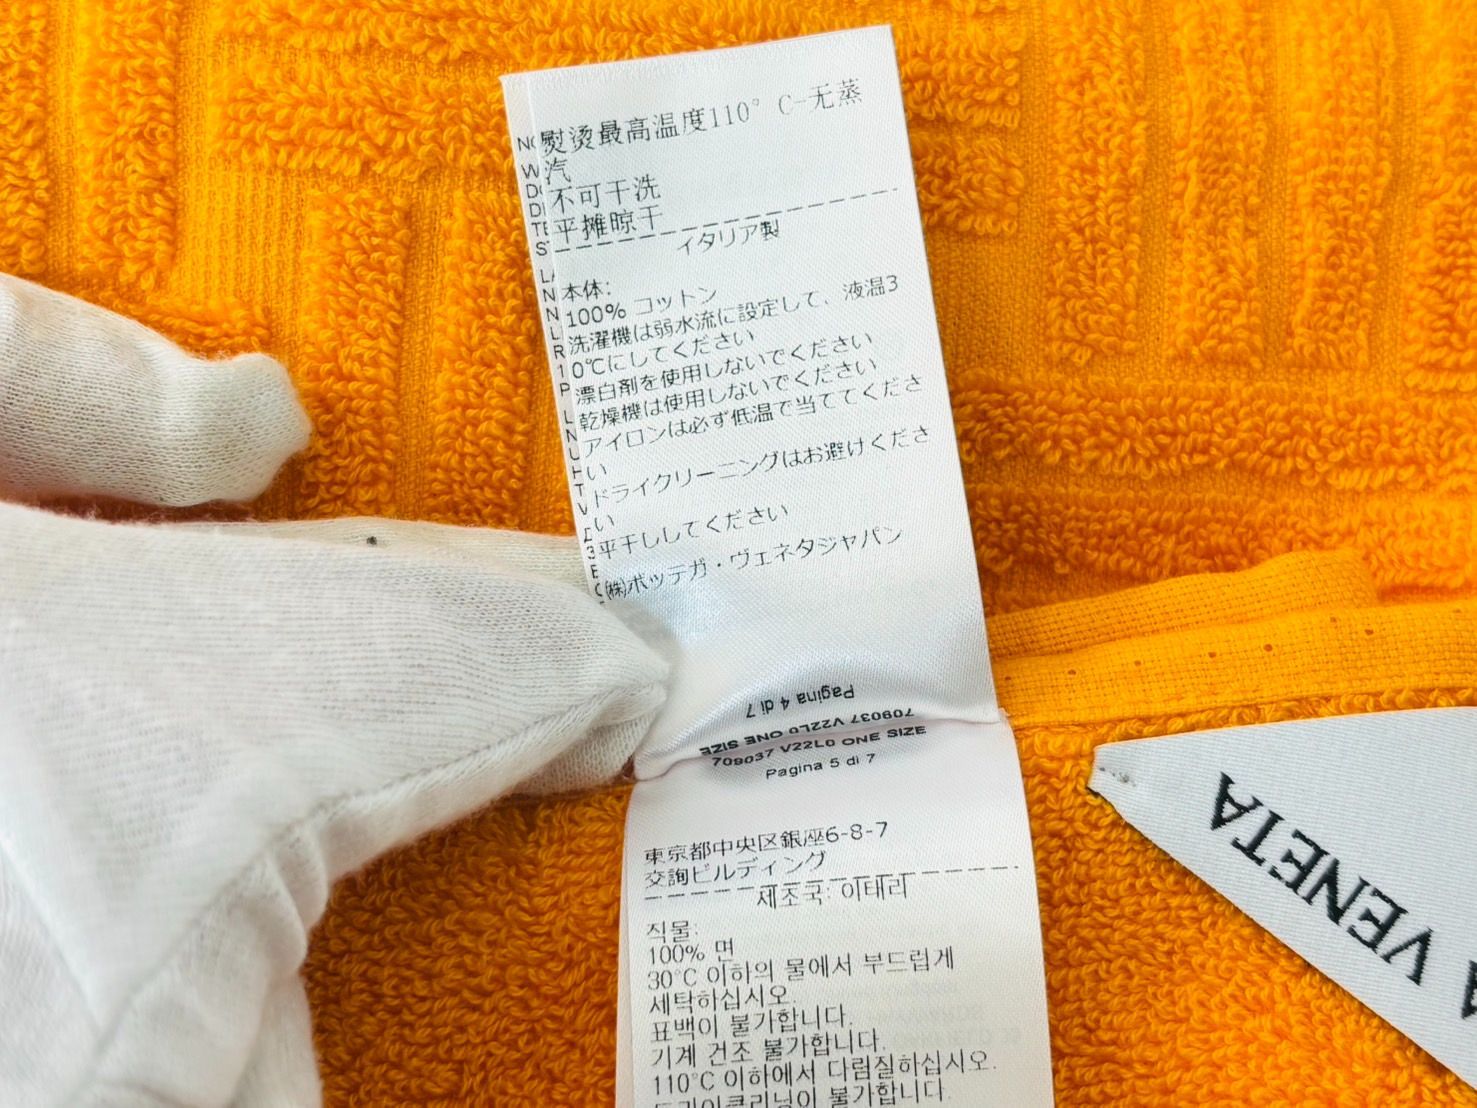 熨烫最高温度110° C-无蒸
汽
不可干洗
平摊晾干
イタリア製
本体:
100% コットン
洗濯機は弱水流に設定して、液温3
0℃にしてください
漂白剤を使用しないでください
乾燥機は使用しないでください
アイロンは必ず低温で当ててくださ
い
ドライクリーニングはお避けくださ
い
平干ししてください
(株)ボッテガ・ヴェネタジャパン
Pagina 4 di 7
709037 V22L0 ONE SIZE
709037 V22L0 ONE SIZE
Pagina 5 di 7
東京都中央区銀座6-8-7
交詢ビルディング
제조국: 이태리
직물:
100% 면
30°C 이하의 물에서 부드럽게
세탁하십시오.
표백이 불가합니다.
기계 건조 불가합니다.
110°C 이하에서 다림질하십시오.
드라이크리닝이 불가합니다.
VENETA